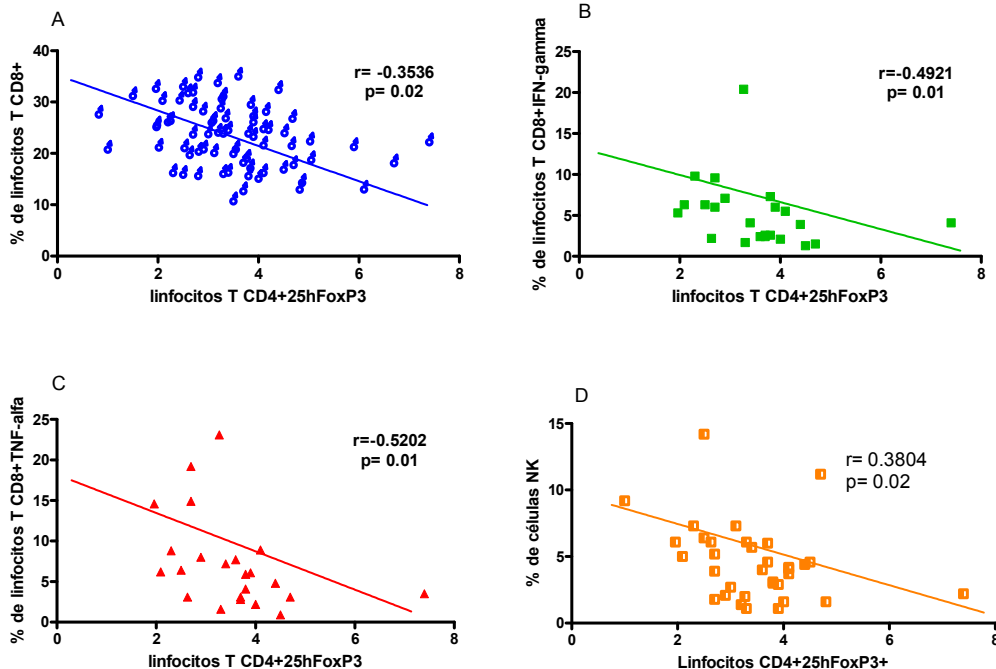 A
r= -0.3536
p= 0.02
% de linfocitos T CD8+
40
30
20
10
0
0 2 4 6 8
linfocitos T CD4+25hFoxP3
B
r=-0.4921
p= 0.01
% de linfocitos T CD8+IFN-gamma
25
20
15
10
5
0
0 2 4 6 8
linfocitos T CD4+25hFoxP3
C
r=-0.5202
p= 0.01
% de linfocitos T CD8+TNF-alfa
25
20
15
10
5
0
0 2 4 6 8
linfocitos T CD4+25hFoxP3
D
r= 0.3804
p= 0.02
% de células NK
15
10
5
0
0 2 4 6 8
Linfocitos CD4+25hFoxP3+